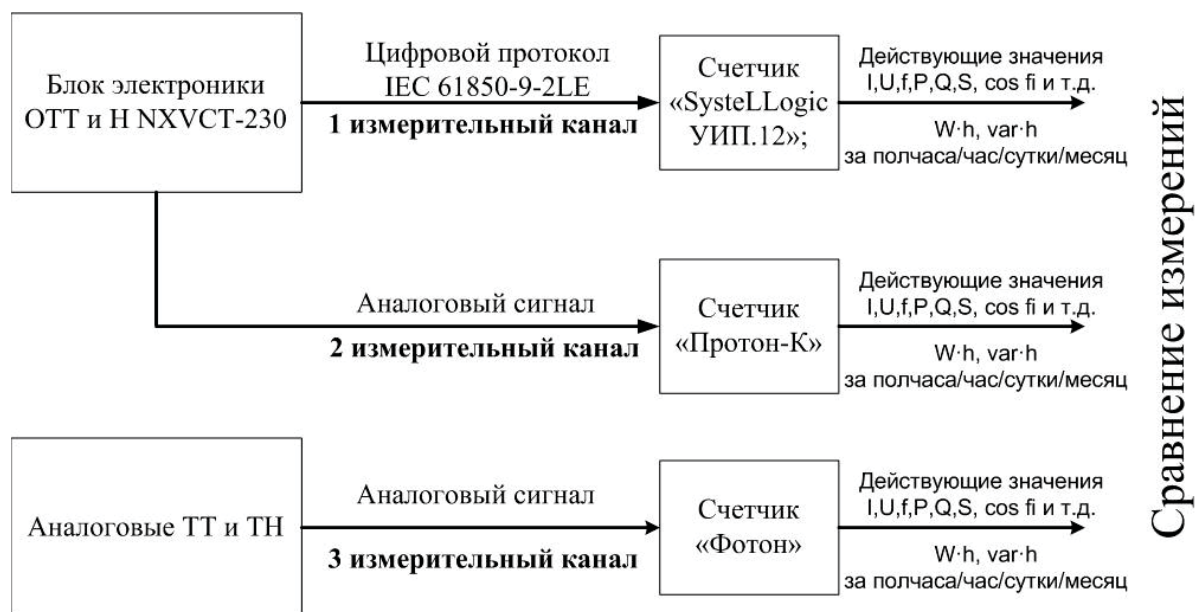 Блок электроники
ОТТ и Н NXVCT-230
Цифровой протокол
IEC 61850-9-2LE
1 измерительный канал
Счетчик
«SysteLLogic
УИП.12»;
Действующие значения
I,U,f,P,Q,S, cos fi и т.д.
W·h, var·h
за полчаса/час/сутки/месяц
Аналоговый сигнал
2 измерительный канал
Счетчик
«Протон-К»
Действующие значения
I,U,f,P,Q,S, cos fi и т.д.
W·h, var·h
за полчаса/час/сутки/месяц
Аналоговые ТТ и ТН
Аналоговый сигнал
3 измерительный канал
Счетчик
«Фотон»
Действующие значения
I,U,f,P,Q,S, cos fi и т.д.
W·h, var·h
за полчаса/час/сутки/месяц
Сравнение измерений